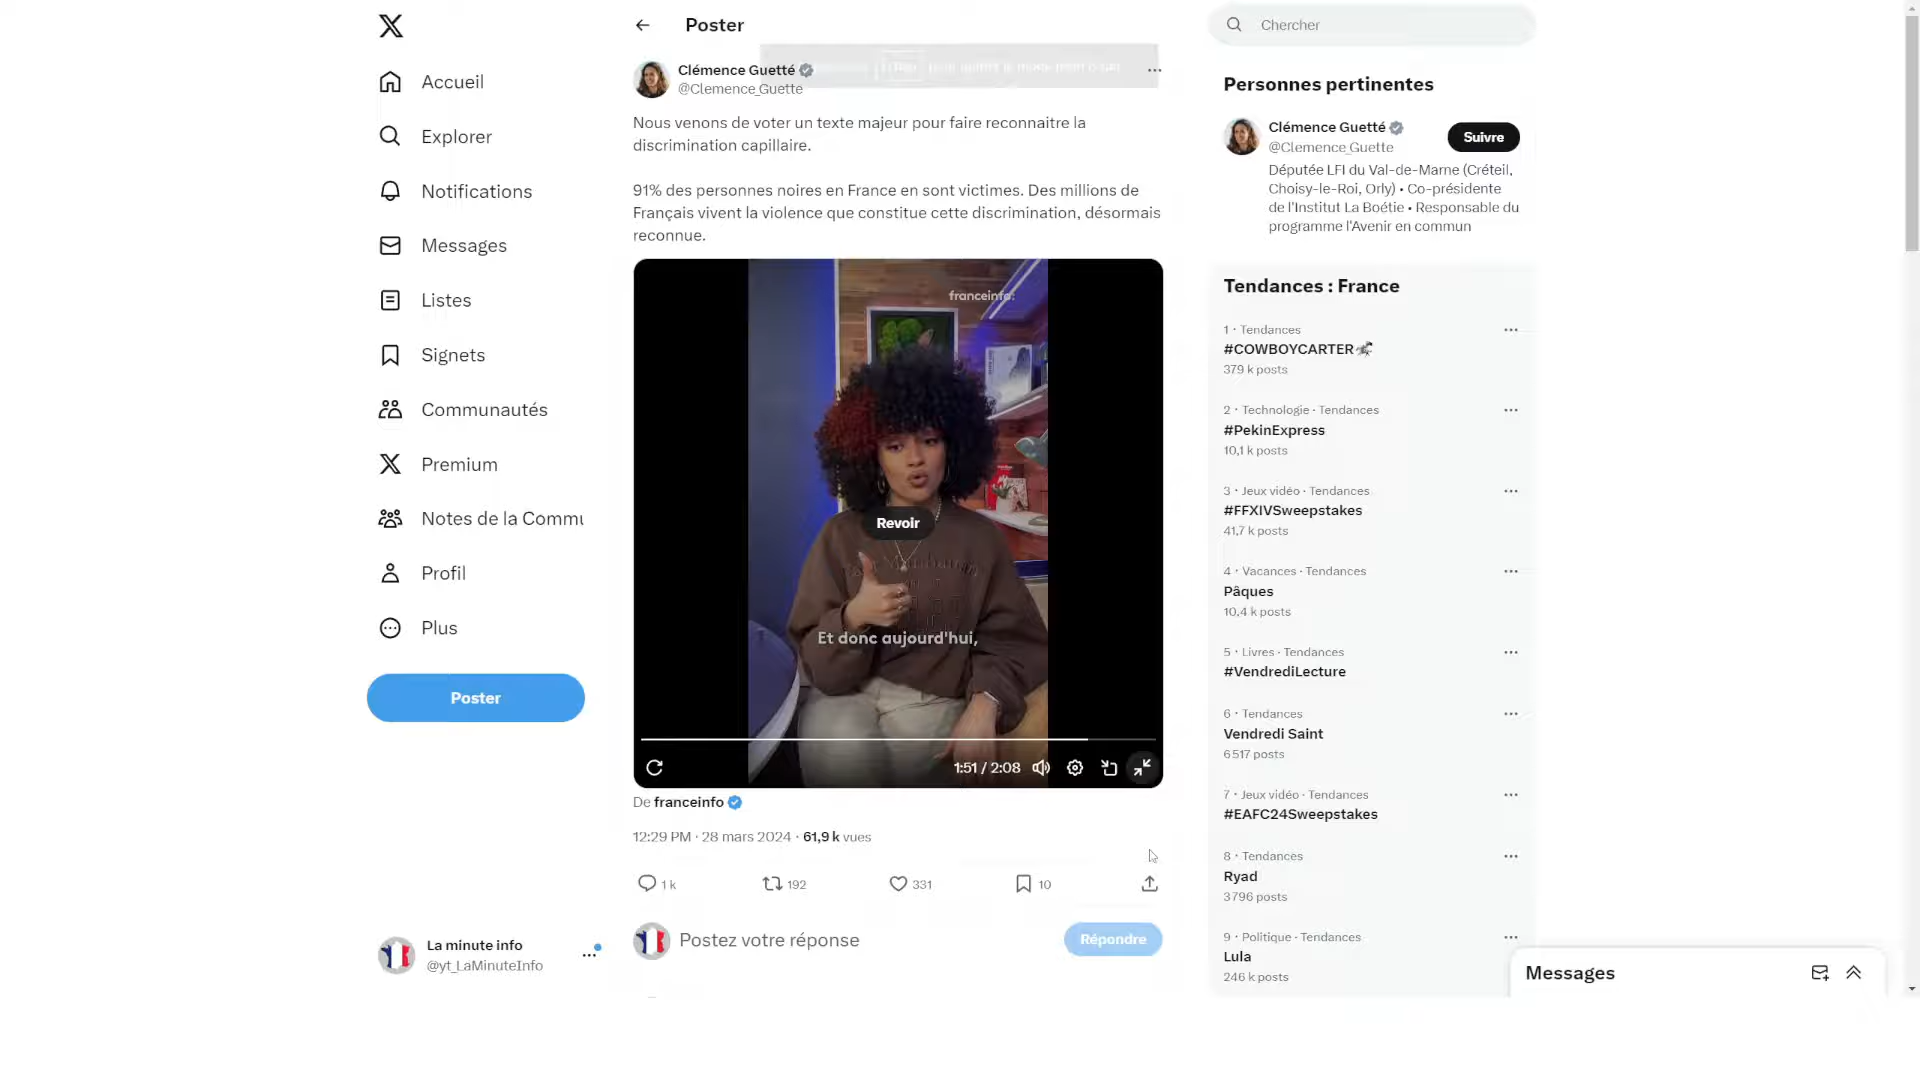 Poster
Chercher
Accueil
Explorer
Notifications
Messages
Listes
Signets
Communautés
Premium
Notes de la Commu
Profil
Plus
Poster
La minute info
@yt_LaMinuteInfo
Clémence Guetté
@Clemence_Guette
Nous venons de voter un texte majeur pour faire reconnaitre la
discrimination capillaire.
91% des personnes noires en France en sont victimes. Des millions de
Français vivent la violence que constitue cette discrimination, désormais
reconnue.
franceinfo:
Revoir
Et donc aujourd'hui,
1:51 / 2:08
De franceinfo
12:29 PM · 28 mars 2024 · 61,9 k vues
1 k
192
331
10
Postez votre réponse
Répondre
Personnes pertinentes
Clémence Guetté
@Clemence_Guette
Suivre
Députée LFI du Val-de-Marne (Créteil,
Choisy-le-Roi, Orly) • Co-présidente
de l'Institut La Boétie • Responsable du
programme l'Avenir en commun
Tendances : France
1 · Tendances
#COWBOYCARTER
379 k posts
2 · Technologie · Tendances
#PekinExpress
10,1 k posts
3 · Jeux vidéo · Tendances
#FFXIVSweepstakes
41,7 k posts
4 · Vacances · Tendances
Pâques
10,4 k posts
5 · Livres · Tendances
#VendrediLecture
6 · Tendances
Vendredi Saint
6 517 posts
7 · Jeux vidéo · Tendances
#EAFC24Sweepstakes
8 · Tendances
Ryad
3 796 posts
9 · Politique · Tendances
Lula
246 k posts
Messages